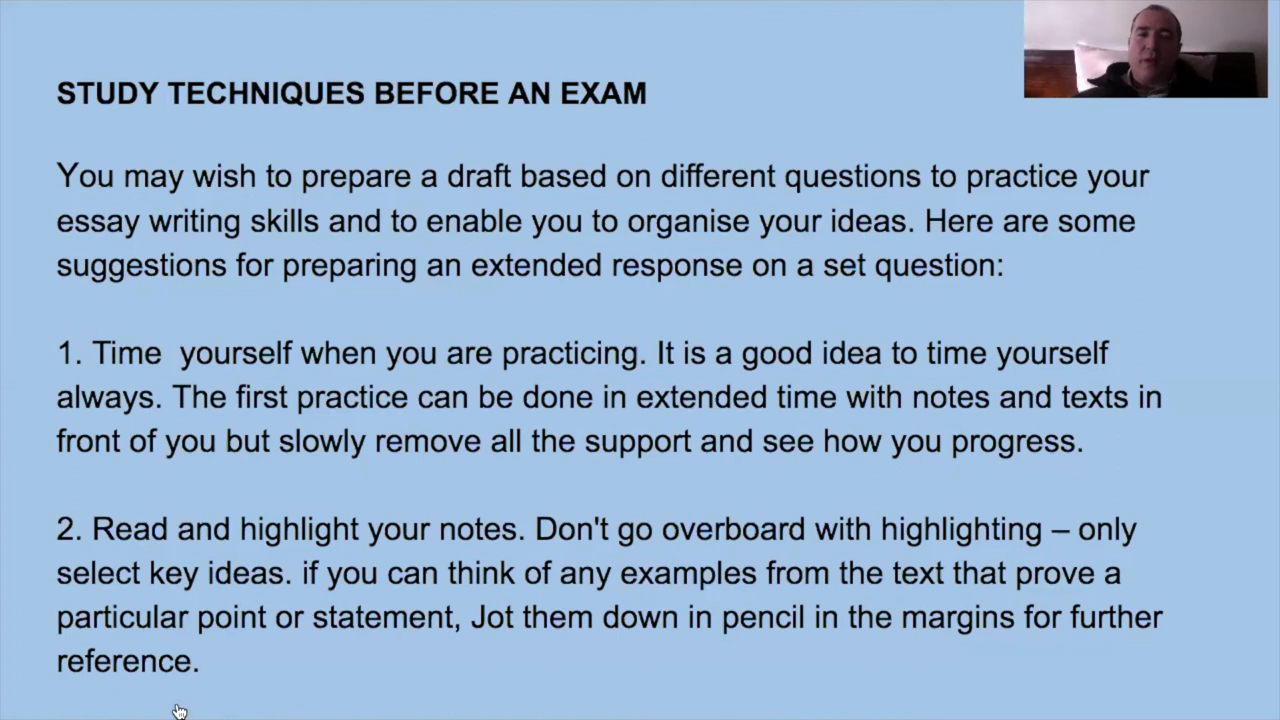 STUDY TECHNIQUES BEFORE AN EXAM
You may wish to prepare a draft based on different questions to practice your
essay writing skills and to enable you to organise your ideas. Here are some
suggestions for preparing an extended response on a set question:
1. Time  yourself when you are practicing. It is a good idea to time yourself
always. The first practice can be done in extended time with notes and texts in
front of you but slowly remove all the support and see how you progress.
2. Read and highlight your notes. Don't go overboard with highlighting – only
select key ideas. if you can think of any examples from the text that prove a
particular point or statement, Jot them down in pencil in the margins for further
reference.